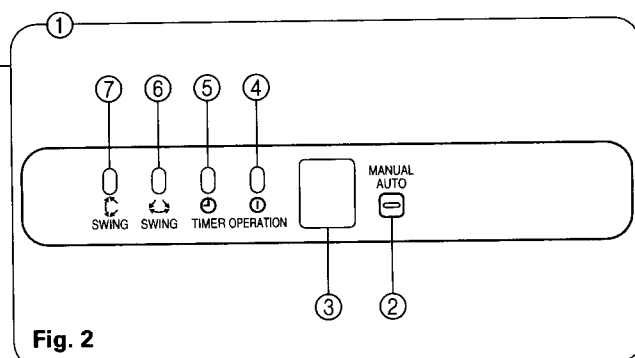 ①
⑦ ⑥ ⑤ ④
MANUAL
AUTO
SWING SWING TIMER OPERATION
③ ②
Fig. 2